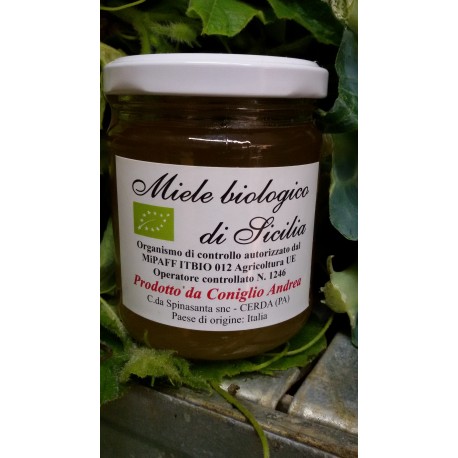 Miele biologico
di Sicilia
Organismo di controllo autorizzato dal
MiPAFF ITBIO 012 Agricoltura UE
Operatore controllato N. 1246
Prodotto da Coniglio Andrea
C.da Spinasanta snc - CERDA (PA)
Paese di origine: Italia